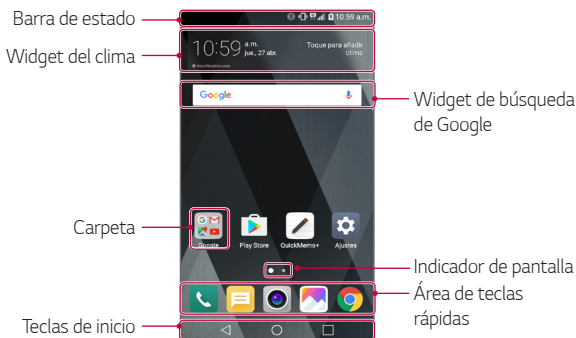 Barra de estado
10:59 a.m.
Widget del clima
10:59 a.m.
jue., 27 abr.
Toque para añadir
clima
AccuWeather.com
Google
Widget de búsqueda
de Google
Carpeta
Google
Play Store
QuickMemo+
Ajustes
Indicador de pantalla
Área de teclas
rápidas
Teclas de inicio